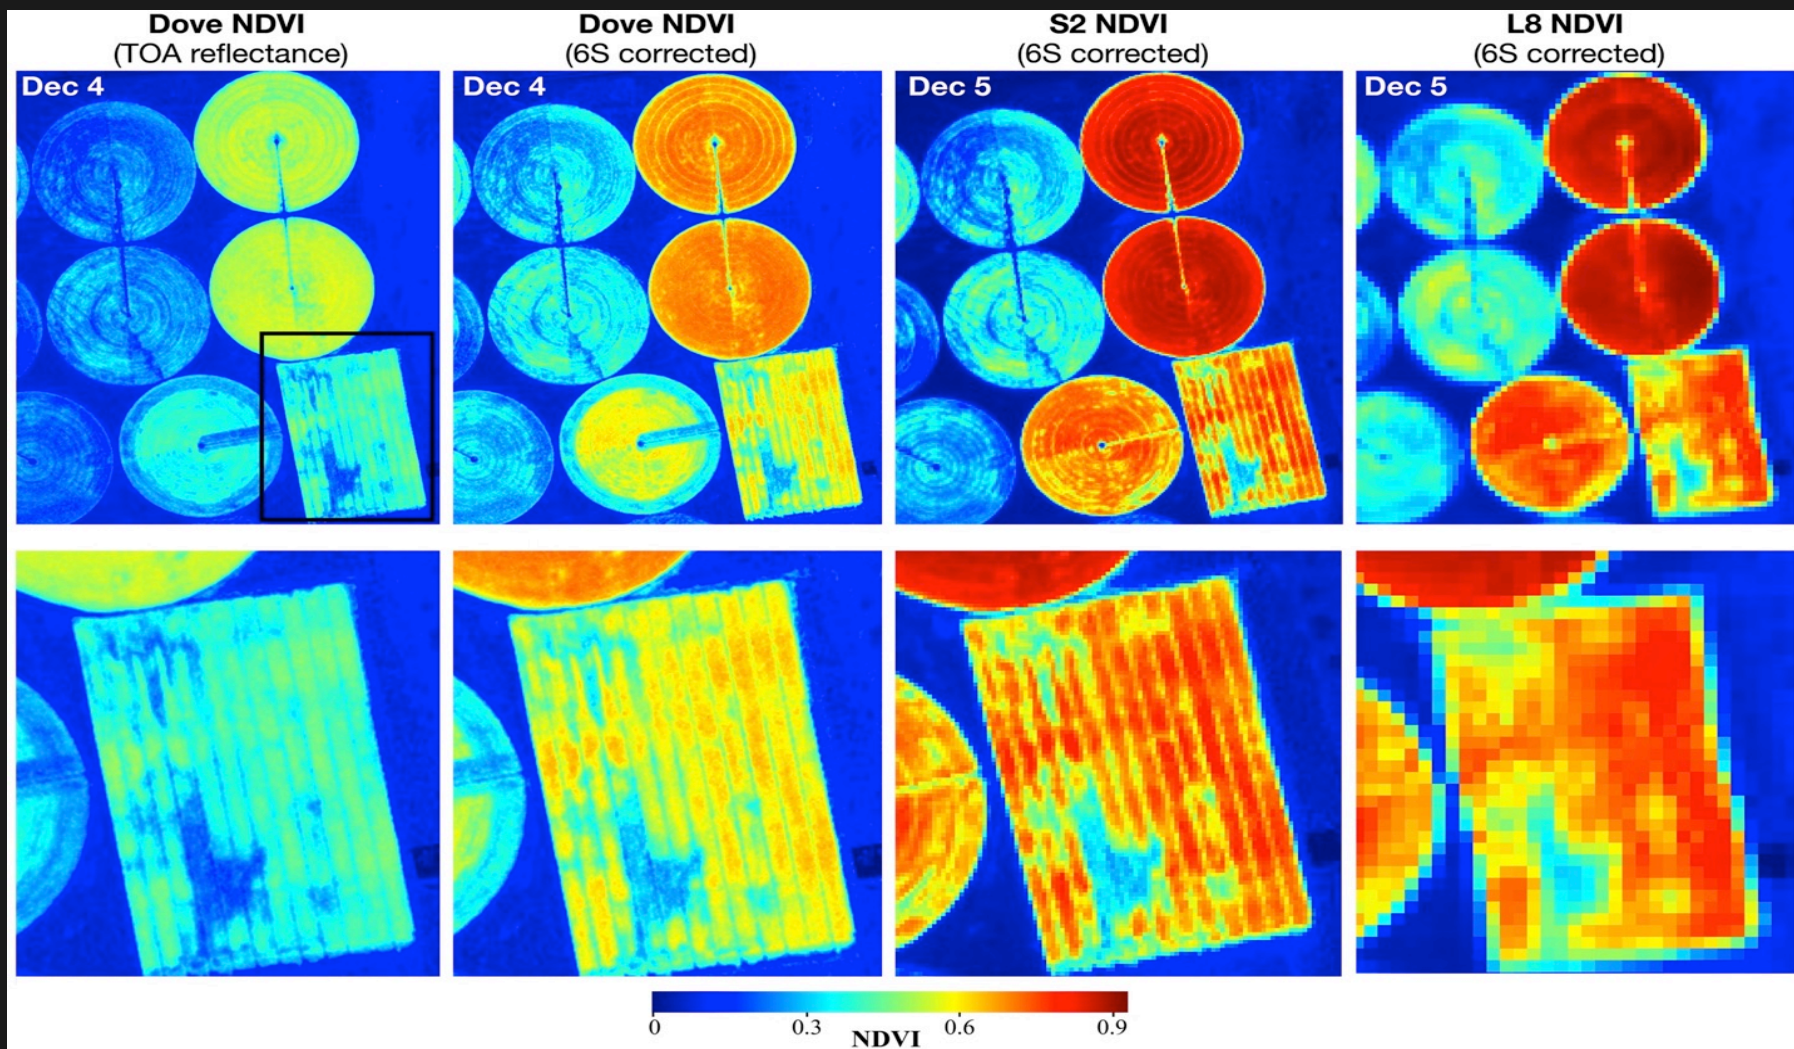 Dove NDVI
(TOA reflectance)
Dove NDVI
(6S corrected)
S2 NDVI
(6S corrected)
L8 NDVI
(6S corrected)
Dec 4
Dec 4
Dec 5
Dec 5
0
0.3
0.6
0.9
NDVI